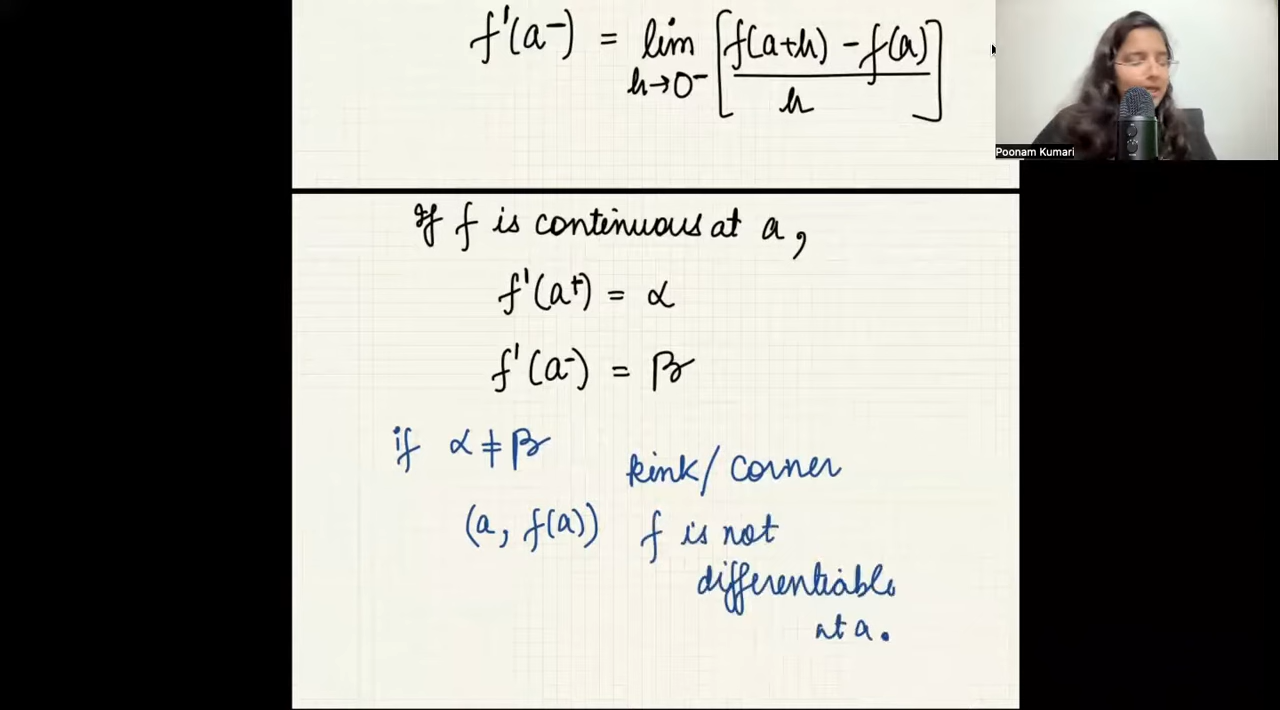 f'(a⁻) = lim h→0⁻ [f(a+h) - f(a) / h]
Poonam Kumari
If f is continuous at a,
f'(a⁺) = α
f'(a⁻) = β
if α ≠ β
kink/corner
(a, f(a)) f is not
differentiable
at a.